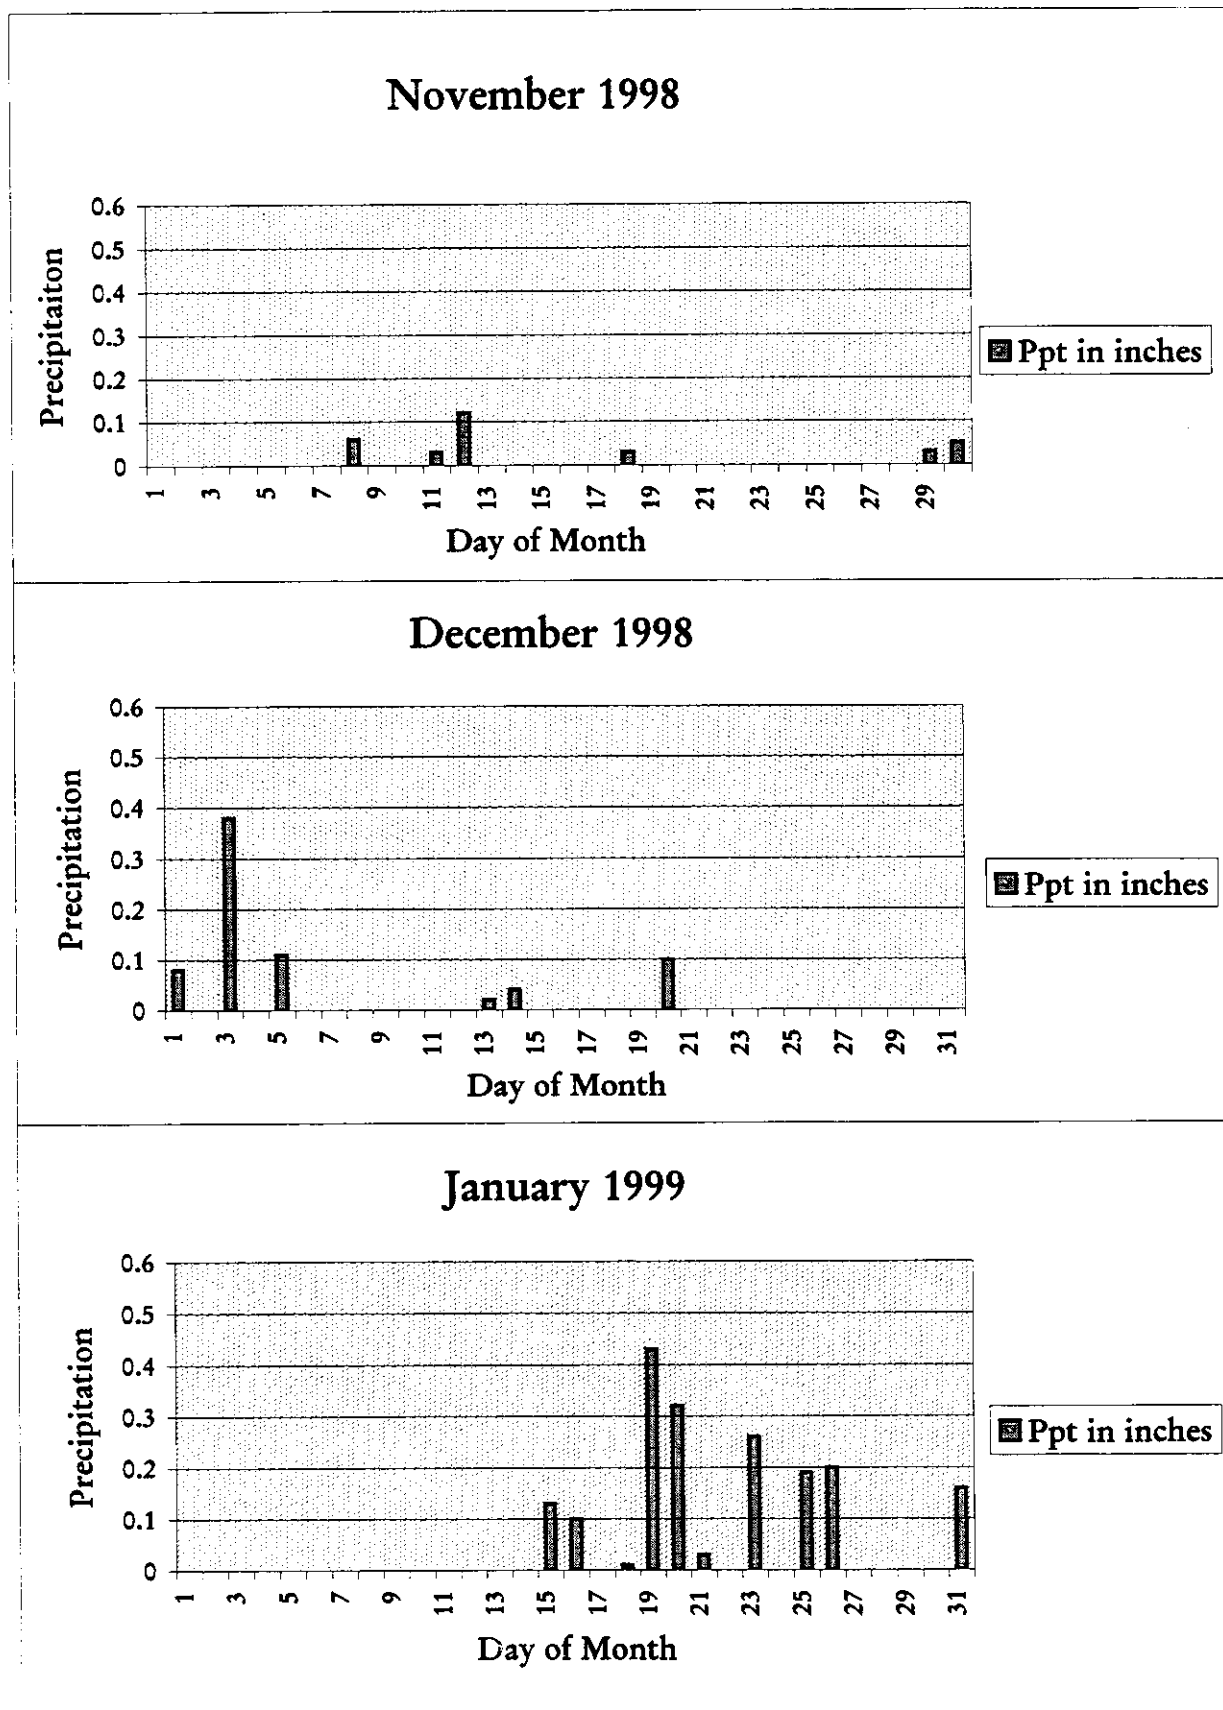 November 1998
0.6
0.5
0.4
0.3
0.2
0.1
0
Precipitaiton
1 3 5 7 9 11 13 15 17 19 21 23 25 27 29
Day of Month
Ppt in inches
December 1998
0.6
0.5
0.4
0.3
0.2
0.1
0
Precipitation
1 3 5 7 9 11 13 15 17 19 21 23 25 27 29 31
Day of Month
Ppt in inches
January 1999
0.6
0.5
0.4
0.3
0.2
0.1
0
Precipitation
1 3 5 7 9 11 13 15 17 19 21 23 25 27 29 31
Day of Month
Ppt in inches